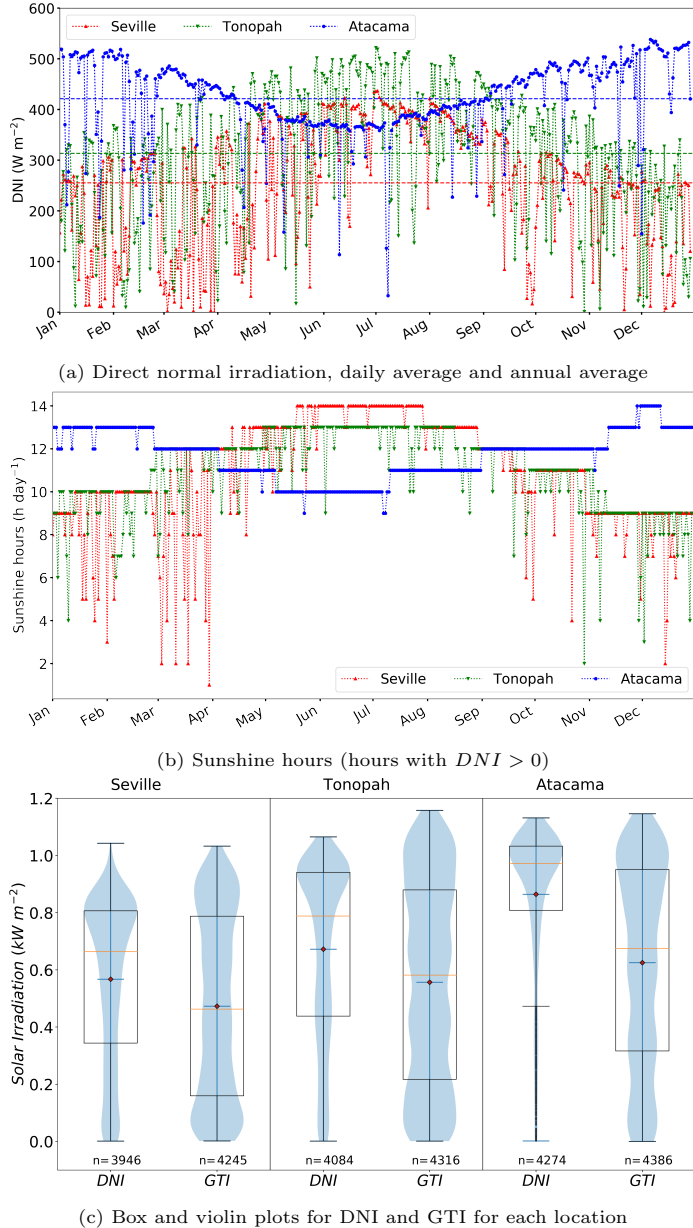 Seville Tonopah Atacama
600
500
400
300
200
100
0
DNI (W m−2)
Jan Feb Mar Apr May Jun Jul Aug Sep Oct Nov Dec
(a) Direct normal irradiation, daily average and annual average
14
12
10
8
6
4
2
Sunshine hours (h day−1)
Seville Tonopah Atacama
Jan Feb Mar Apr May Jun Jul Aug Sep Oct Nov Dec
(b) Sunshine hours (hours with DNI > 0)
Seville Tonopah Atacama
1.2
1.0
0.8
0.6
0.4
0.2
0.0
Solar Irradiation (kW m−2)
n=3946 n=4245 n=4084 n=4316 n=4274 n=4386
DNI GTI DNI GTI DNI GTI
(c) Box and violin plots for DNI and GTI for each location